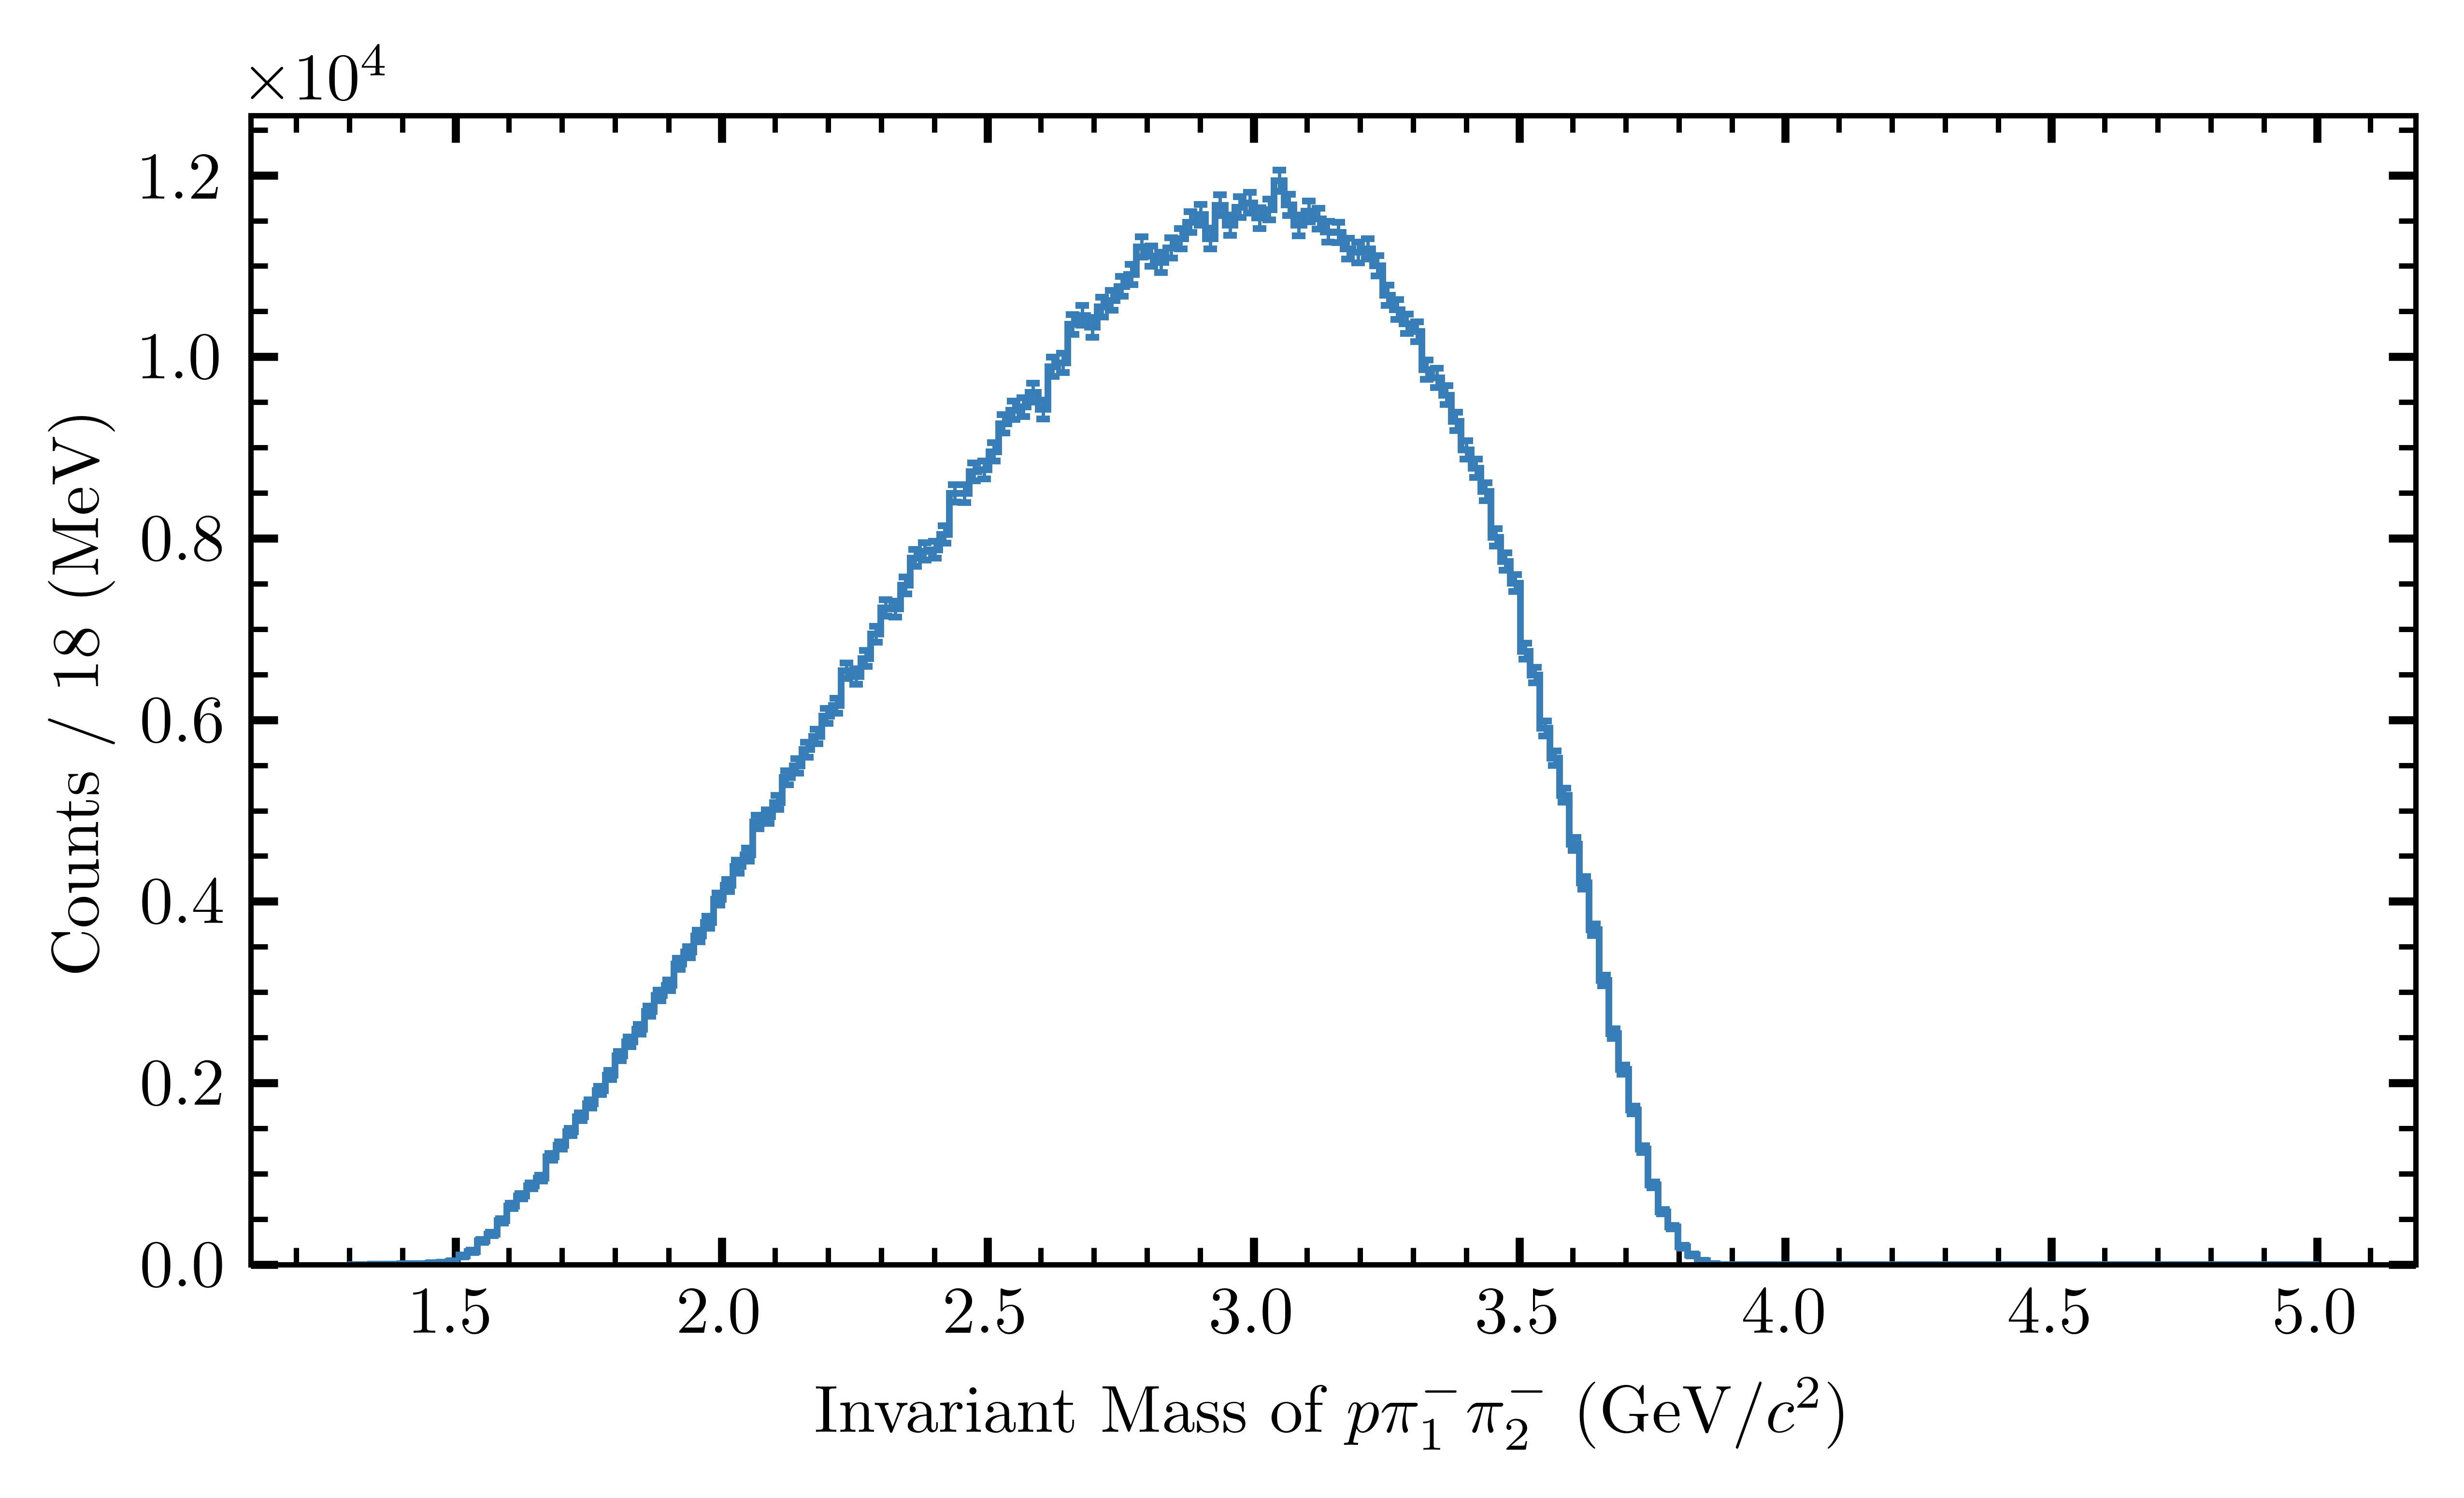 ×10⁴
1.2
1.0
0.8
0.6
0.4
0.2
0.0
Counts / 18 (MeV)
1.5 2.0 2.5 3.0 3.5 4.0 4.5 5.0
Invariant Mass of pπ₁⁻π₂⁻ (GeV/c²)